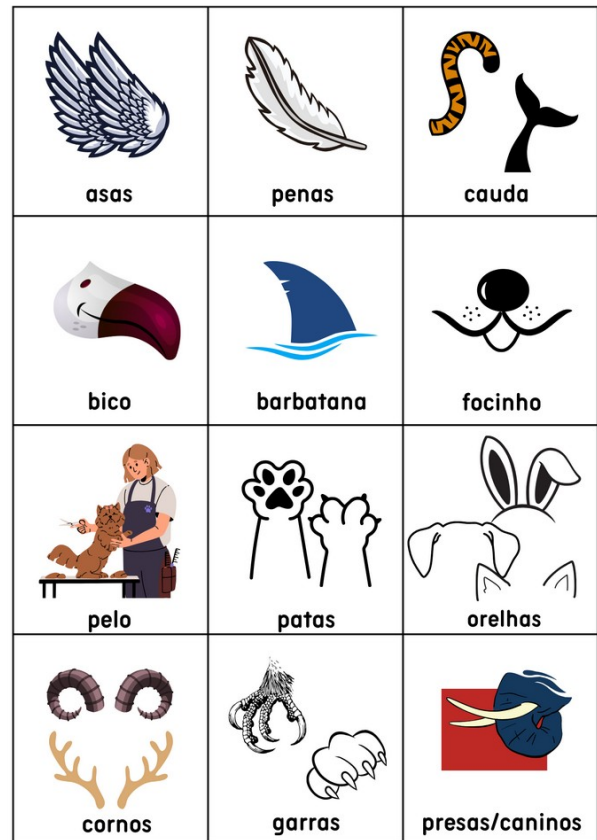 asas
penas
cauda
bico
barbatana
focinho
pelo
patas
orelhas
cornos
garras
presas/caninos